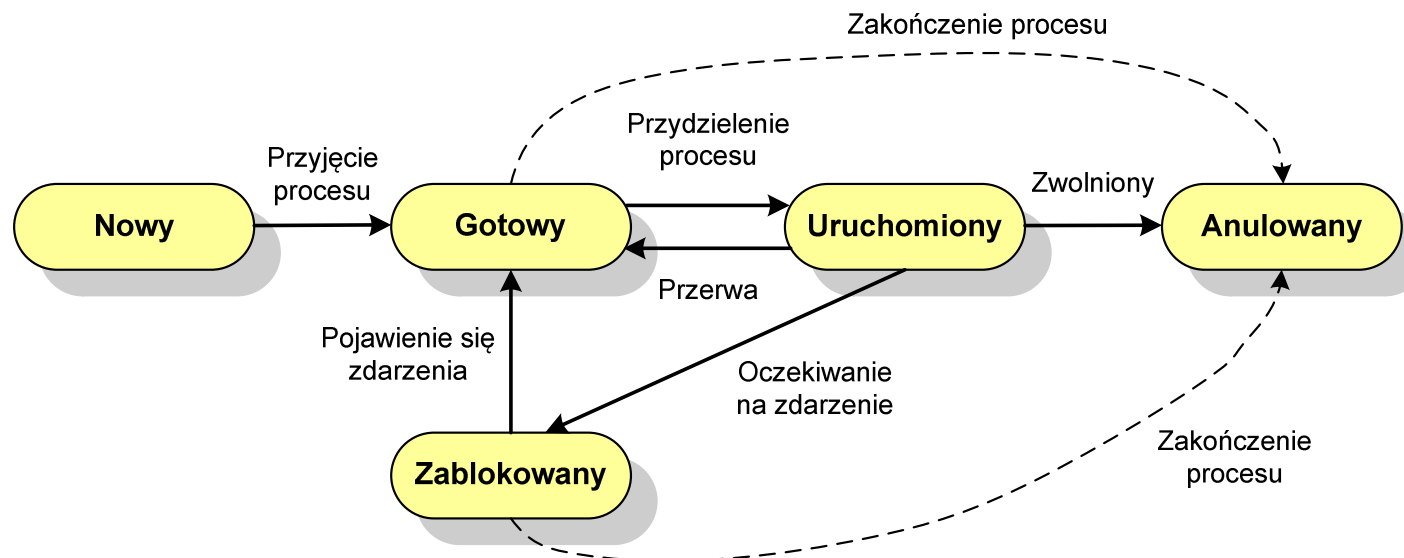 Zakończenie procesu
Przydzielenie
procesu
Przyjęcie
procesu
Zwolniony
Nowy
Gotowy
Uruchomiony
Anulowany
Przerwa
Pojawienie się
zdarzenia
Oczekiwanie
na zdarzenie
Zakończenie
procesu
Zablokowany